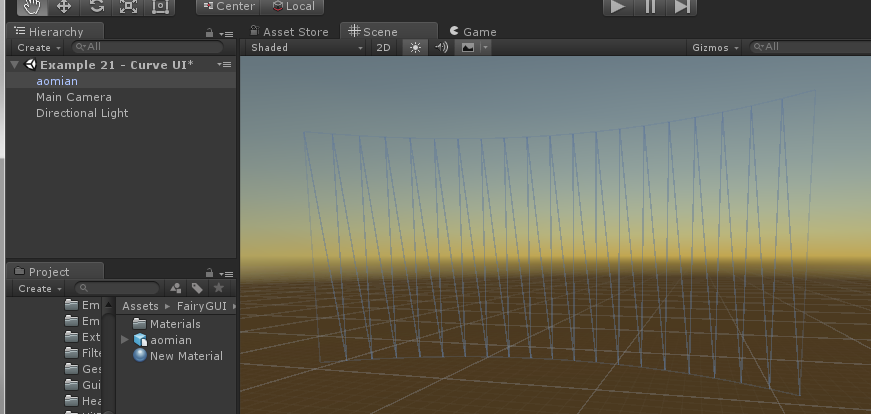 Center Local
Hierarchy
Create All
Example 21 - Curve UI*
aomian
Main Camera
Directional Light
Asset Store Scene Game
Shaded 2D Gizmos All
Project
Create
Em
Em
Ext
Filte
Ges
Gui
Hea
Assets FairyGUI
Materials
aomian
New Material